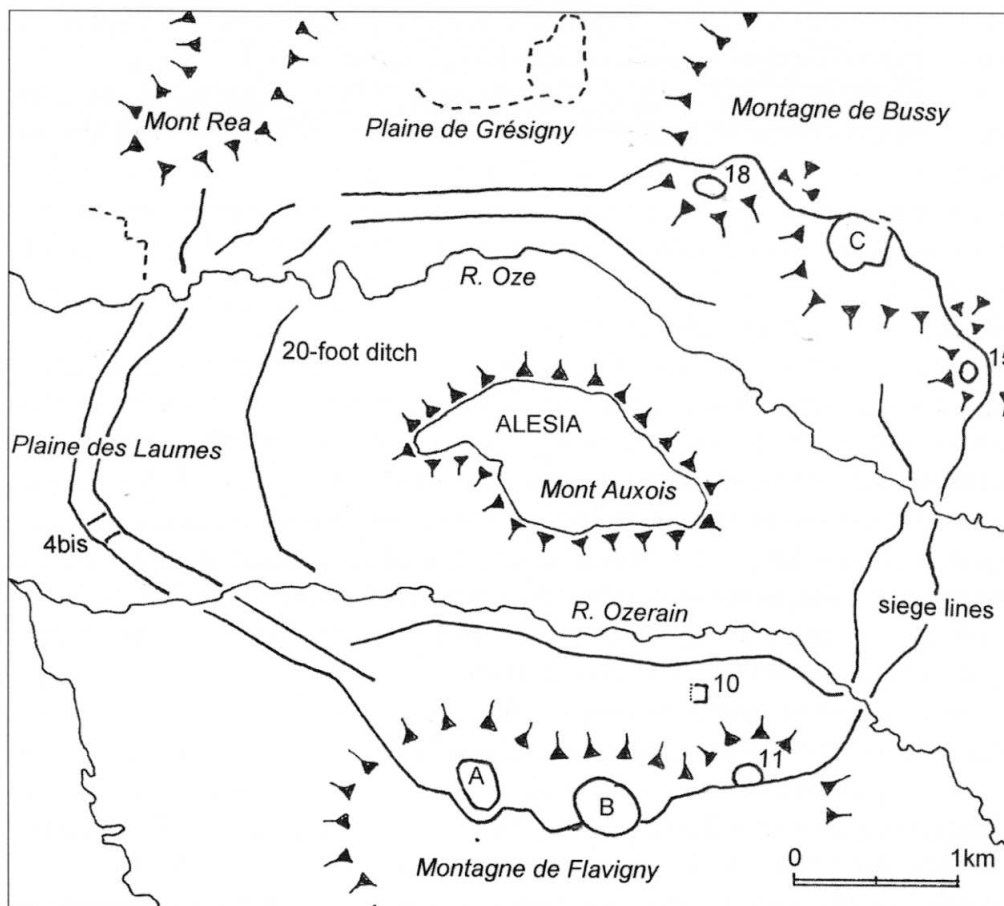 Mont Rea
Plaine de Grésigny
Montagne de Bussy
18
C
R. Oze
20-foot ditch
15
ALESIA
Plaine des Laumes
Mont Auxois
4bis
R. Ozerain
siege lines
10
11
A
B
0 1km
Montagne de Flavigny